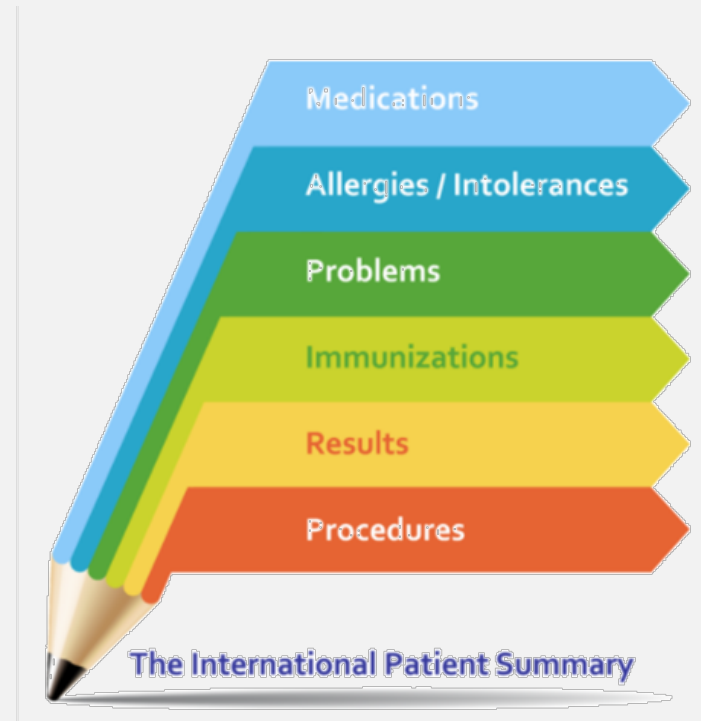 Medications
Allergies / Intolerances
Problems
Immunizations
Results
Procedures
The International Patient Summary